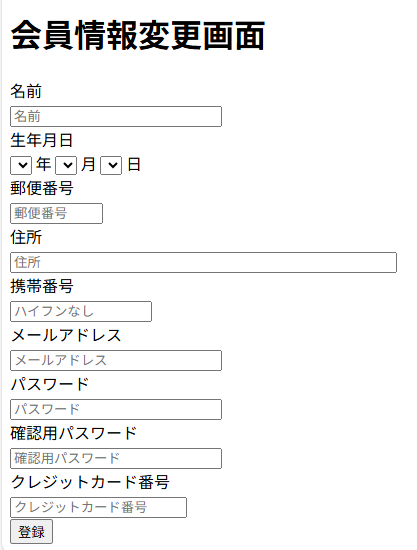 会員情報変更画面
名前
名前
生年月日
年 月 日
郵便番号
郵便番号
住所
住所
携帯番号
ハイフンなし
メールアドレス
メールアドレス
パスワード
パスワード
確認用パスワード
確認用パスワード
クレジットカード番号
クレジットカード番号
登録